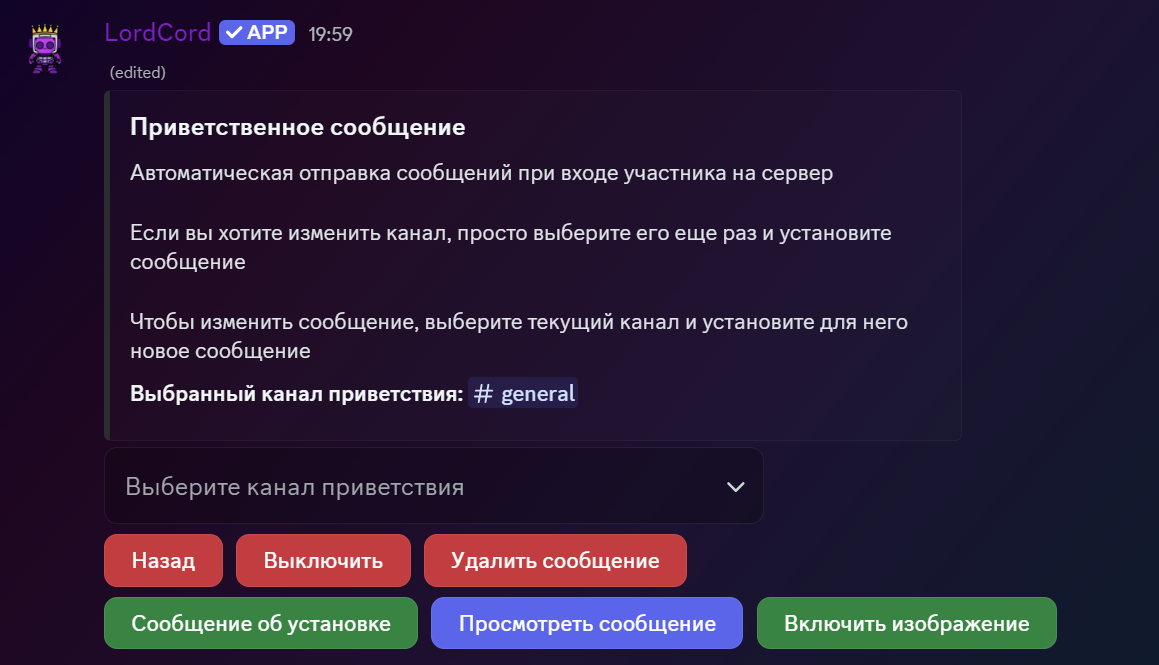 LordCord ✓ APP 19:59
(edited)
Приветственное сообщение
Автоматическая отправка сообщений при входе участника на сервер
Если вы хотите изменить канал, просто выберите его еще раз и установите
сообщение
Чтобы изменить сообщение, выберите текущий канал и установите для него
новое сообщение
Выбранный канал приветствия: # general
Выберите канал приветствия
Назад Выключить Удалить сообщение
Сообщение об установке Просмотреть сообщение Включить изображение